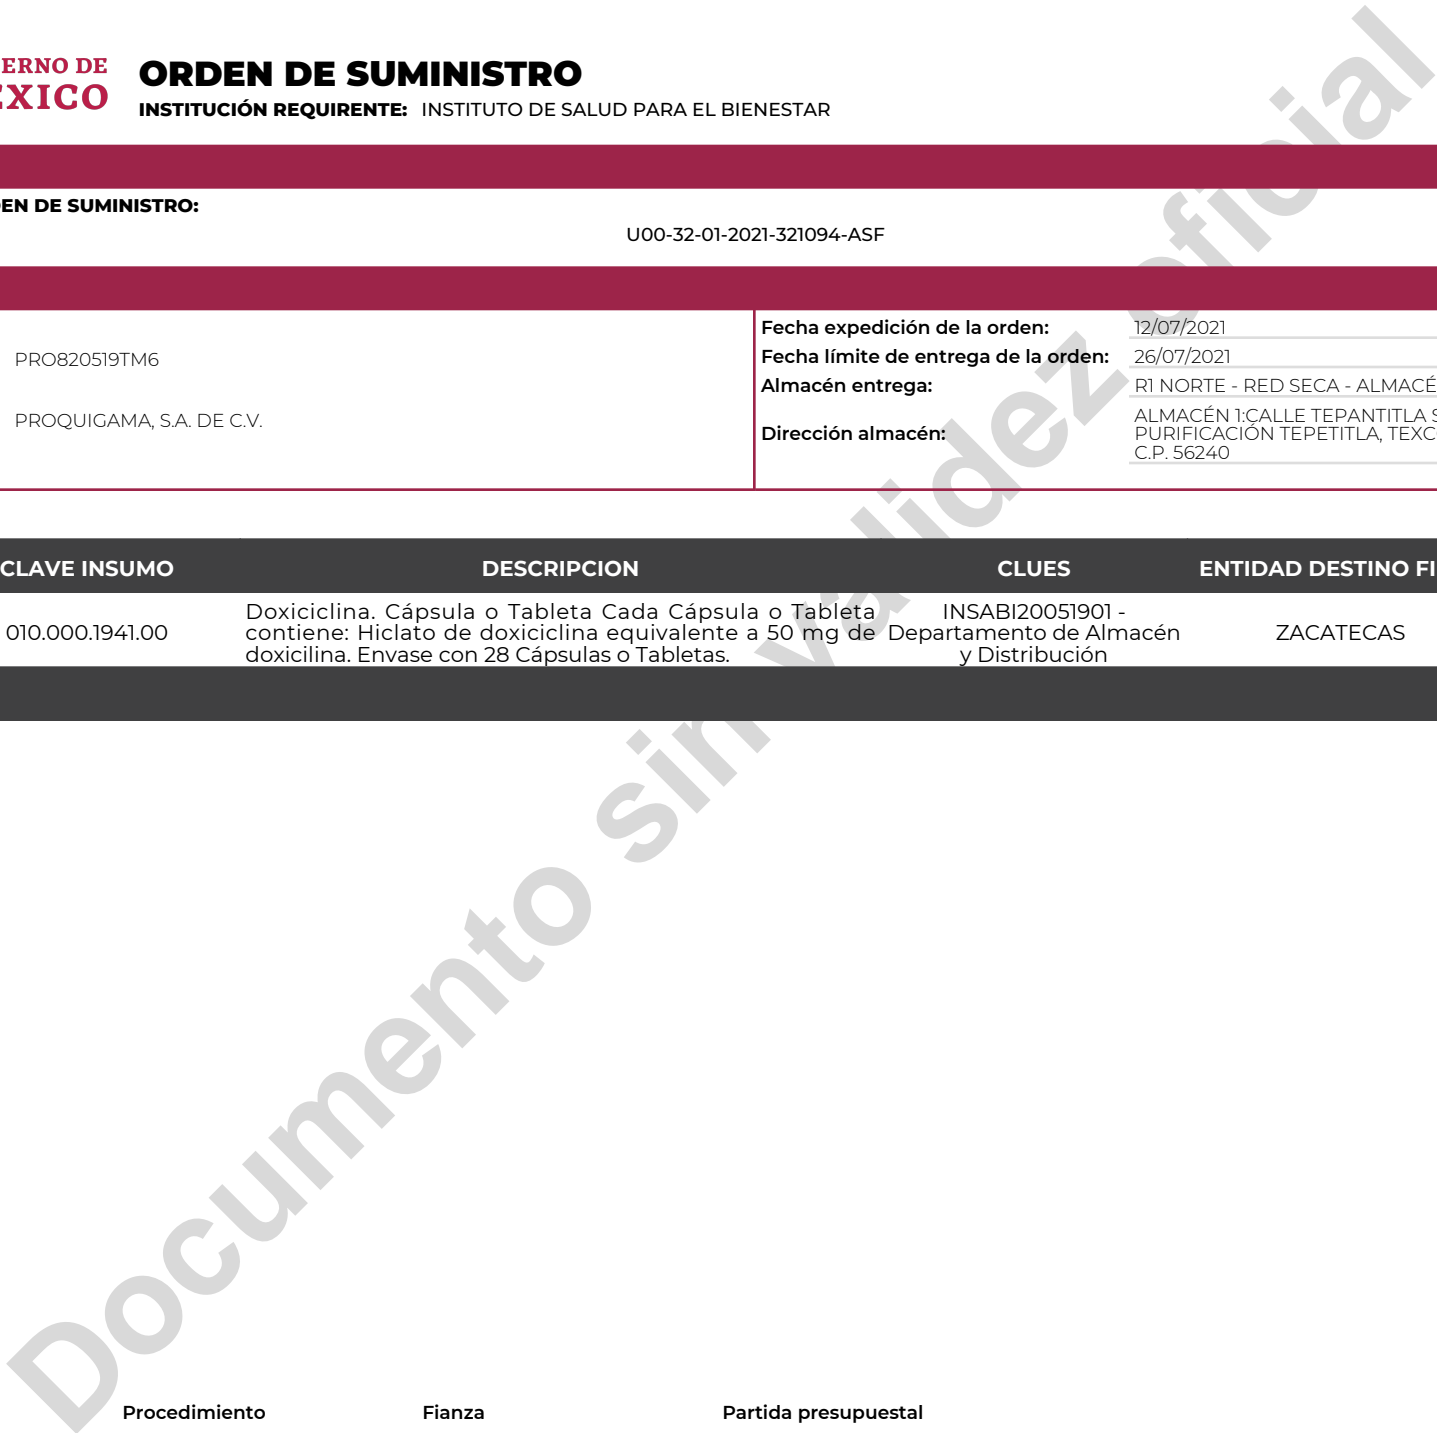 ERNO DE
EXICO
ORDEN DE SUMINISTRO
INSTITUCIÓN REQUIRENTE: INSTITUTO DE SALUD PARA EL BIENESTAR
EN DE SUMINISTRO:
U00-32-01-2021-321094-ASF
PRO820519TM6
PROQUIGAMA, S.A. DE C.V.
Fecha expedición de la orden: 12/07/2021
Fecha límite de entrega de la orden: 26/07/2021
Almacén entrega: R1 NORTE - RED SECA - ALMACÉ
Dirección almacén: ALMACÉN 1:CALLE TEPANTITLA S
PURIFICACIÓN TEPETITLA, TEXC
C.P. 56240
CLAVE INSUMO DESCRIPCION CLUES ENTIDAD DESTINO FI
010.000.1941.00
Doxiciclina. Cápsula o Tableta Cada Cápsula o Tableta
contiene: Hiclato de doxiciclina equivalente a 50 mg de
doxicilina. Envase con 28 Cápsulas o Tabletas.
INSABI20051901 -
Departamento de Almacén
y Distribución
ZACATECAS
Documento sin validez oficial
Procedimiento Fianza Partida presupuestal